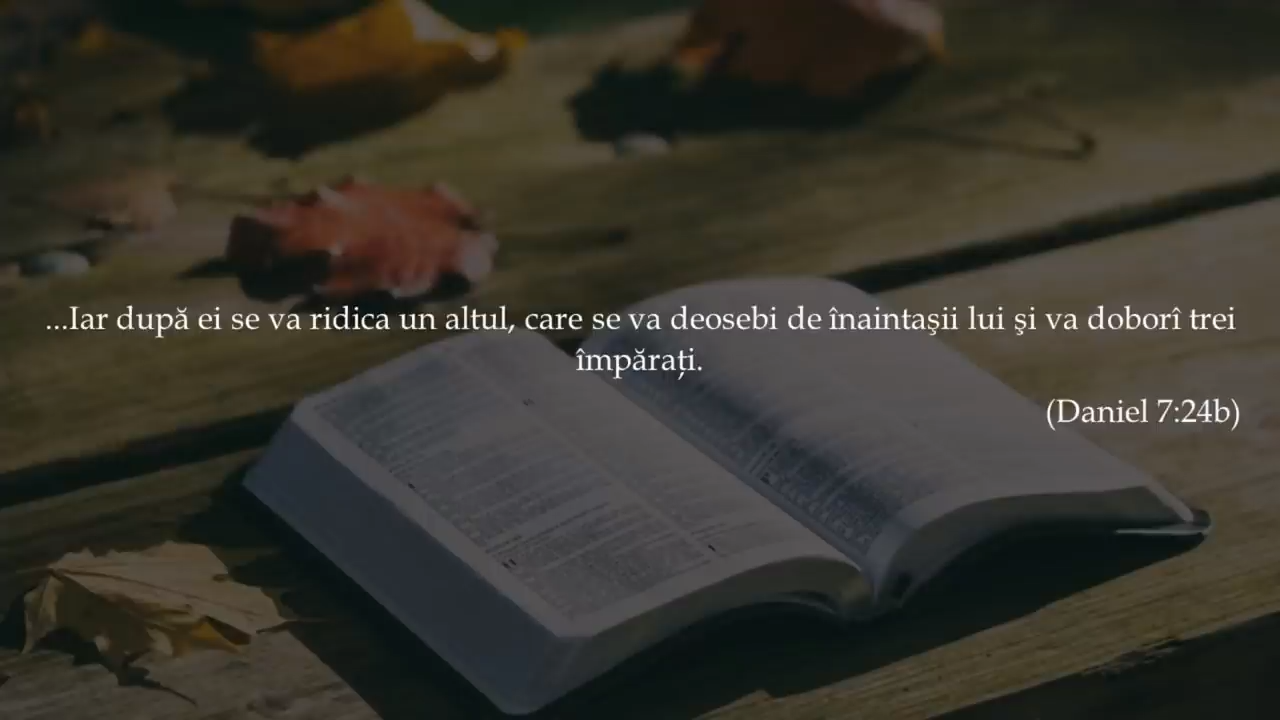 ...Iar după ei se va ridica un altul, care se va deosebi de înaintaşii lui şi va doborî trei
împăraţi.
(Daniel 7:24b)